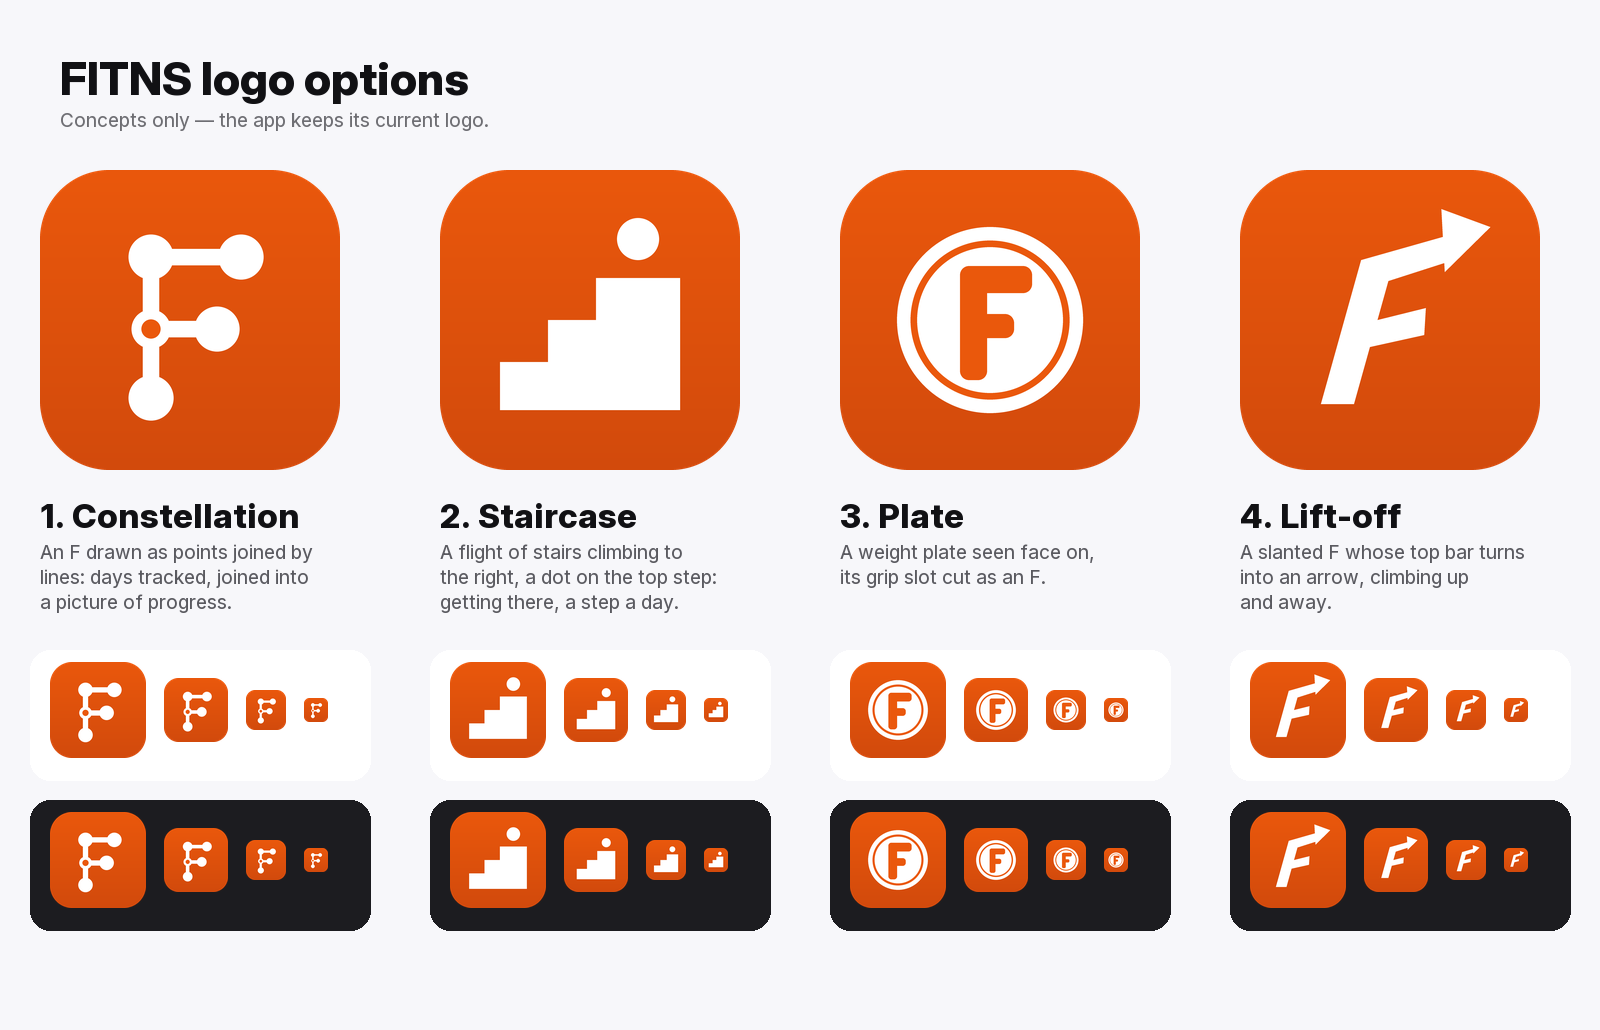 FITNS logo options
Concepts only — the app keeps its current logo.
F
F
1. Constellation
An F drawn as points joined by
lines: days tracked, joined into
a picture of progress.
2. Staircase
A flight of stairs climbing to
the right, a dot on the top step:
getting there, a step a day.
3. Plate
A weight plate seen face on,
its grip slot cut as an F.
4. Lift-off
A slanted F whose top bar turns
into an arrow, climbing up
and away.